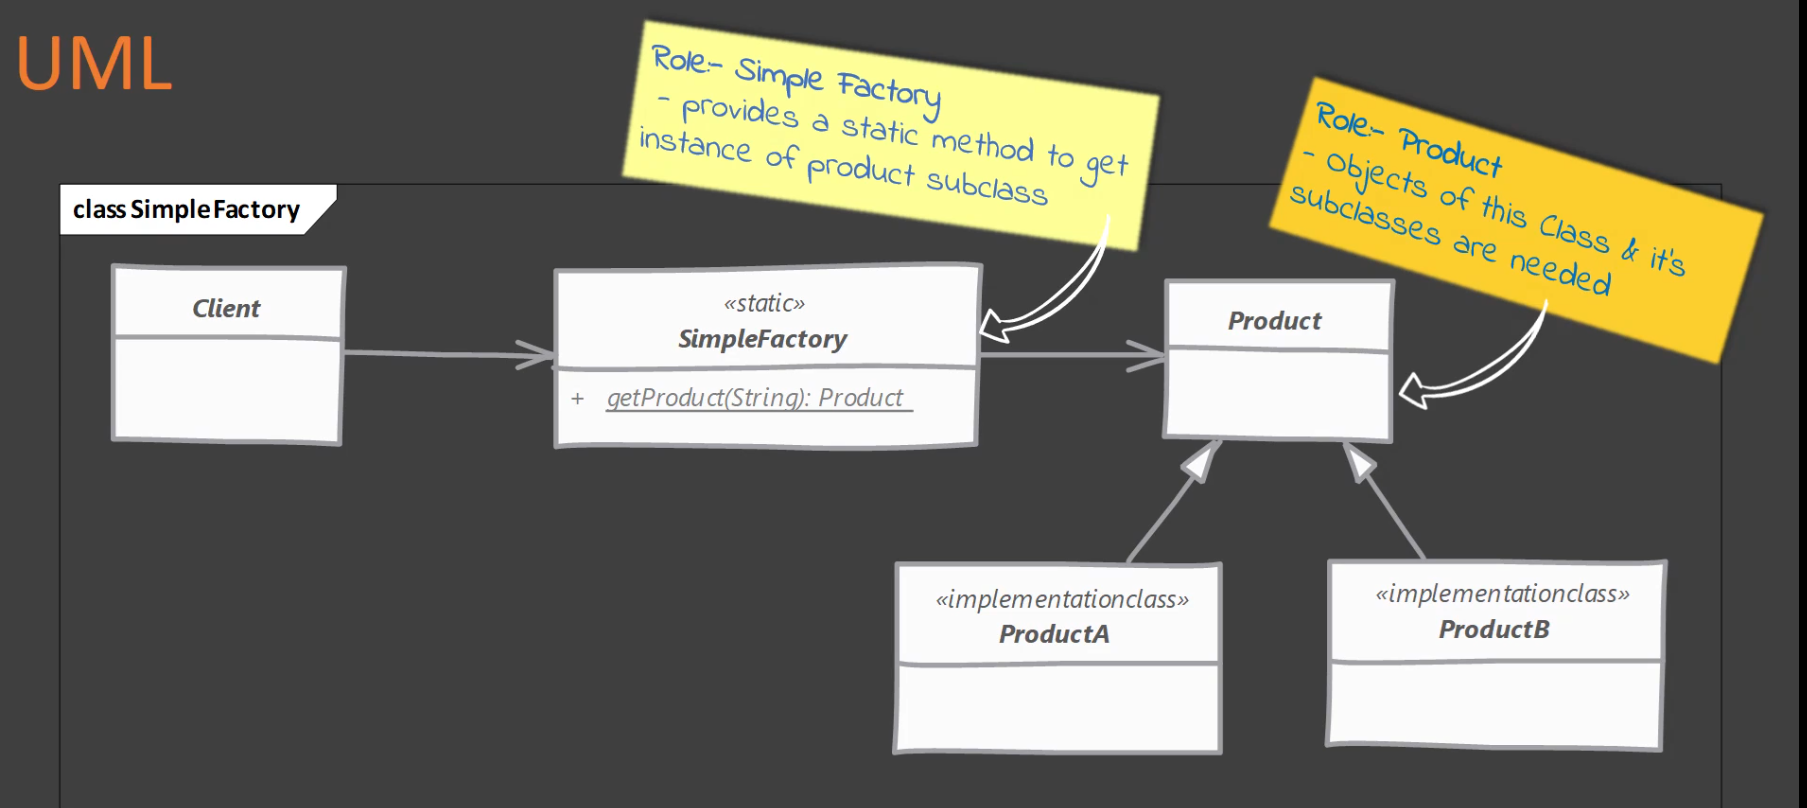 UML
Role:- Simple Factory
- provides a static method to get
instance of product subclass
Role:- Product
- Objects of this Class & it's
subclasses are needed
class SimpleFactory
Client
«static»
SimpleFactory
+ getProduct(String): Product
Product
«implementationclass»
ProductA
«implementationclass»
ProductB